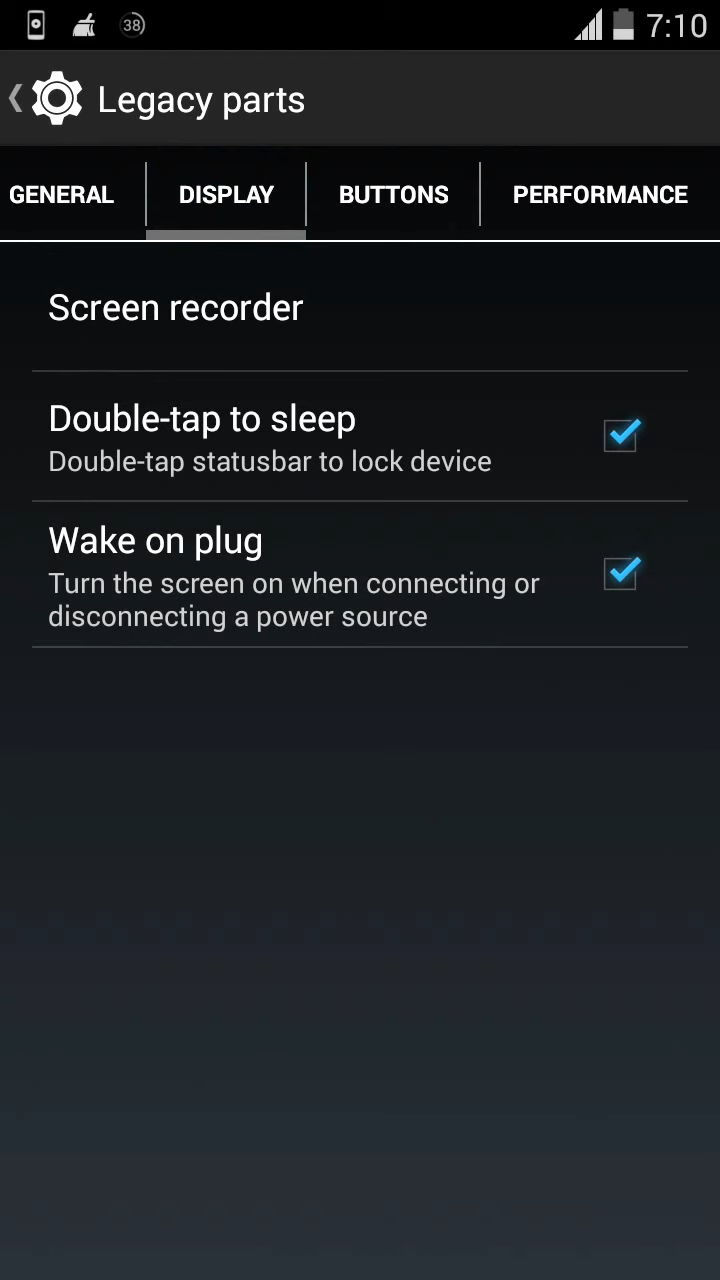 38
7:10
Legacy parts
GENERAL
DISPLAY
BUTTONS
PERFORMANCE
Screen recorder
Double-tap to sleep
Double-tap statusbar to lock device
Wake on plug
Turn the screen on when connecting or
disconnecting a power source